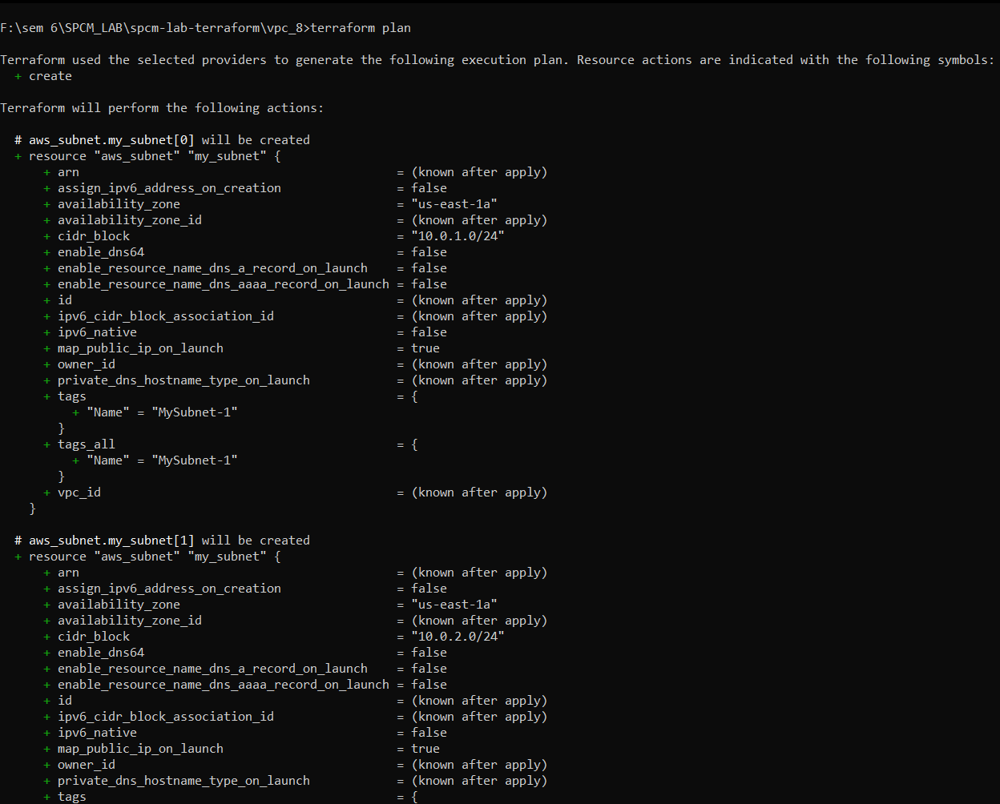 F:\sem 6\SPCM_LAB\spcm-lab-terraform\vpc_8>terraform plan
Terraform used the selected providers to generate the following execution plan. Resource actions are indicated with the following symbols:
+ create
Terraform will perform the following actions:
# aws_subnet.my_subnet[0] will be created
+ resource "aws_subnet" "my_subnet" {
+ arn = (known after apply)
+ assign_ipv6_address_on_creation = false
+ availability_zone = "us-east-1a"
+ availability_zone_id = (known after apply)
+ cidr_block = "10.0.1.0/24"
+ enable_dns64 = false
+ enable_resource_name_dns_a_record_on_launch = false
+ enable_resource_name_dns_aaaa_record_on_launch = false
+ id = (known after apply)
+ ipv6_cidr_block_association_id = (known after apply)
+ ipv6_native = false
+ map_public_ip_on_launch = true
+ owner_id = (known after apply)
+ private_dns_hostname_type_on_launch = (known after apply)
+ tags = {
+ "Name" = "MySubnet-1"
}
+ tags_all = {
+ "Name" = "MySubnet-1"
}
+ vpc_id = (known after apply)
}
# aws_subnet.my_subnet[1] will be created
+ resource "aws_subnet" "my_subnet" {
+ arn = (known after apply)
+ assign_ipv6_address_on_creation = false
+ availability_zone = "us-east-1a"
+ availability_zone_id = (known after apply)
+ cidr_block = "10.0.2.0/24"
+ enable_dns64 = false
+ enable_resource_name_dns_a_record_on_launch = false
+ enable_resource_name_dns_aaaa_record_on_launch = false
+ id = (known after apply)
+ ipv6_cidr_block_association_id = (known after apply)
+ ipv6_native = false
+ map_public_ip_on_launch = true
+ owner_id = (known after apply)
+ private_dns_hostname_type_on_launch = (known after apply)
+ tags = {